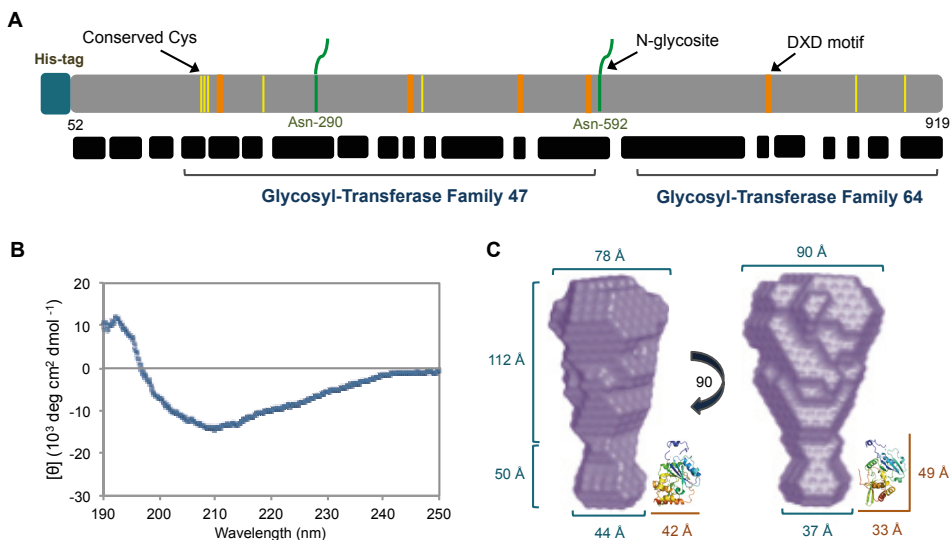 A
Conserved Cys
N-glycosite
DXD motif
His-tag
Asn-290
Asn-592
52
919
Glycosyl-Transferase Family 47
Glycosyl-Transferase Family 64
B
[θ] (10³ deg cm² dmol ⁻¹)
20
10
0
-10
-20
-30
190 200 210 220 230 240 250
Wavelength (nm)
C
78 Å
90 Å
112 Å
90
50 Å
49 Å
44 Å
42 Å
37 Å
33 Å